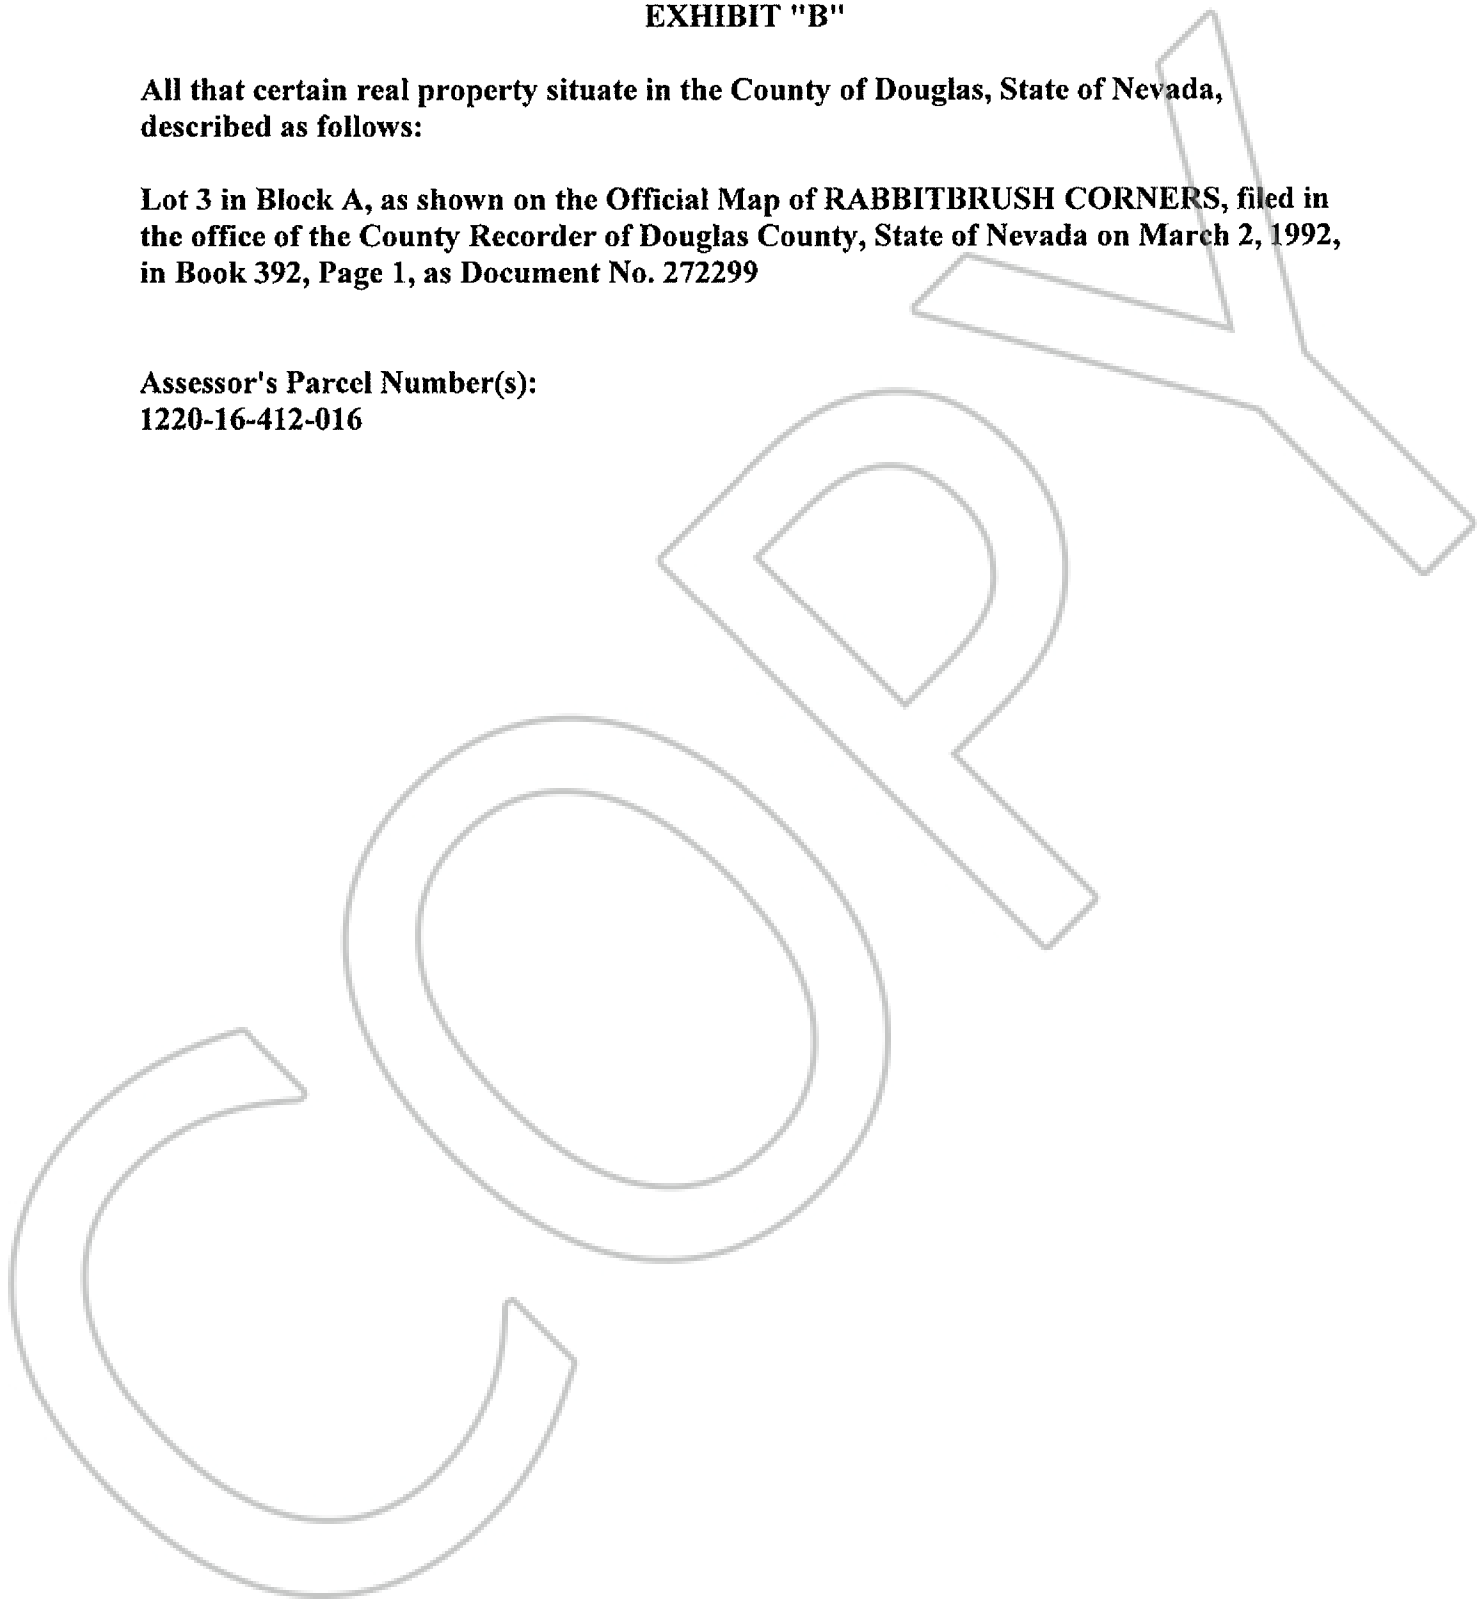 EXHIBIT "B"
All that certain real property situate in the County of Douglas, State of Nevada,
described as follows:
Lot 3 in Block A, as shown on the Official Map of RABBITBRUSH CORNERS, filed in
the office of the County Recorder of Douglas County, State of Nevada on March 2, 1992,
in Book 392, Page 1, as Document No. 272299
Assessor's Parcel Number(s):
1220-16-412-016
COPY